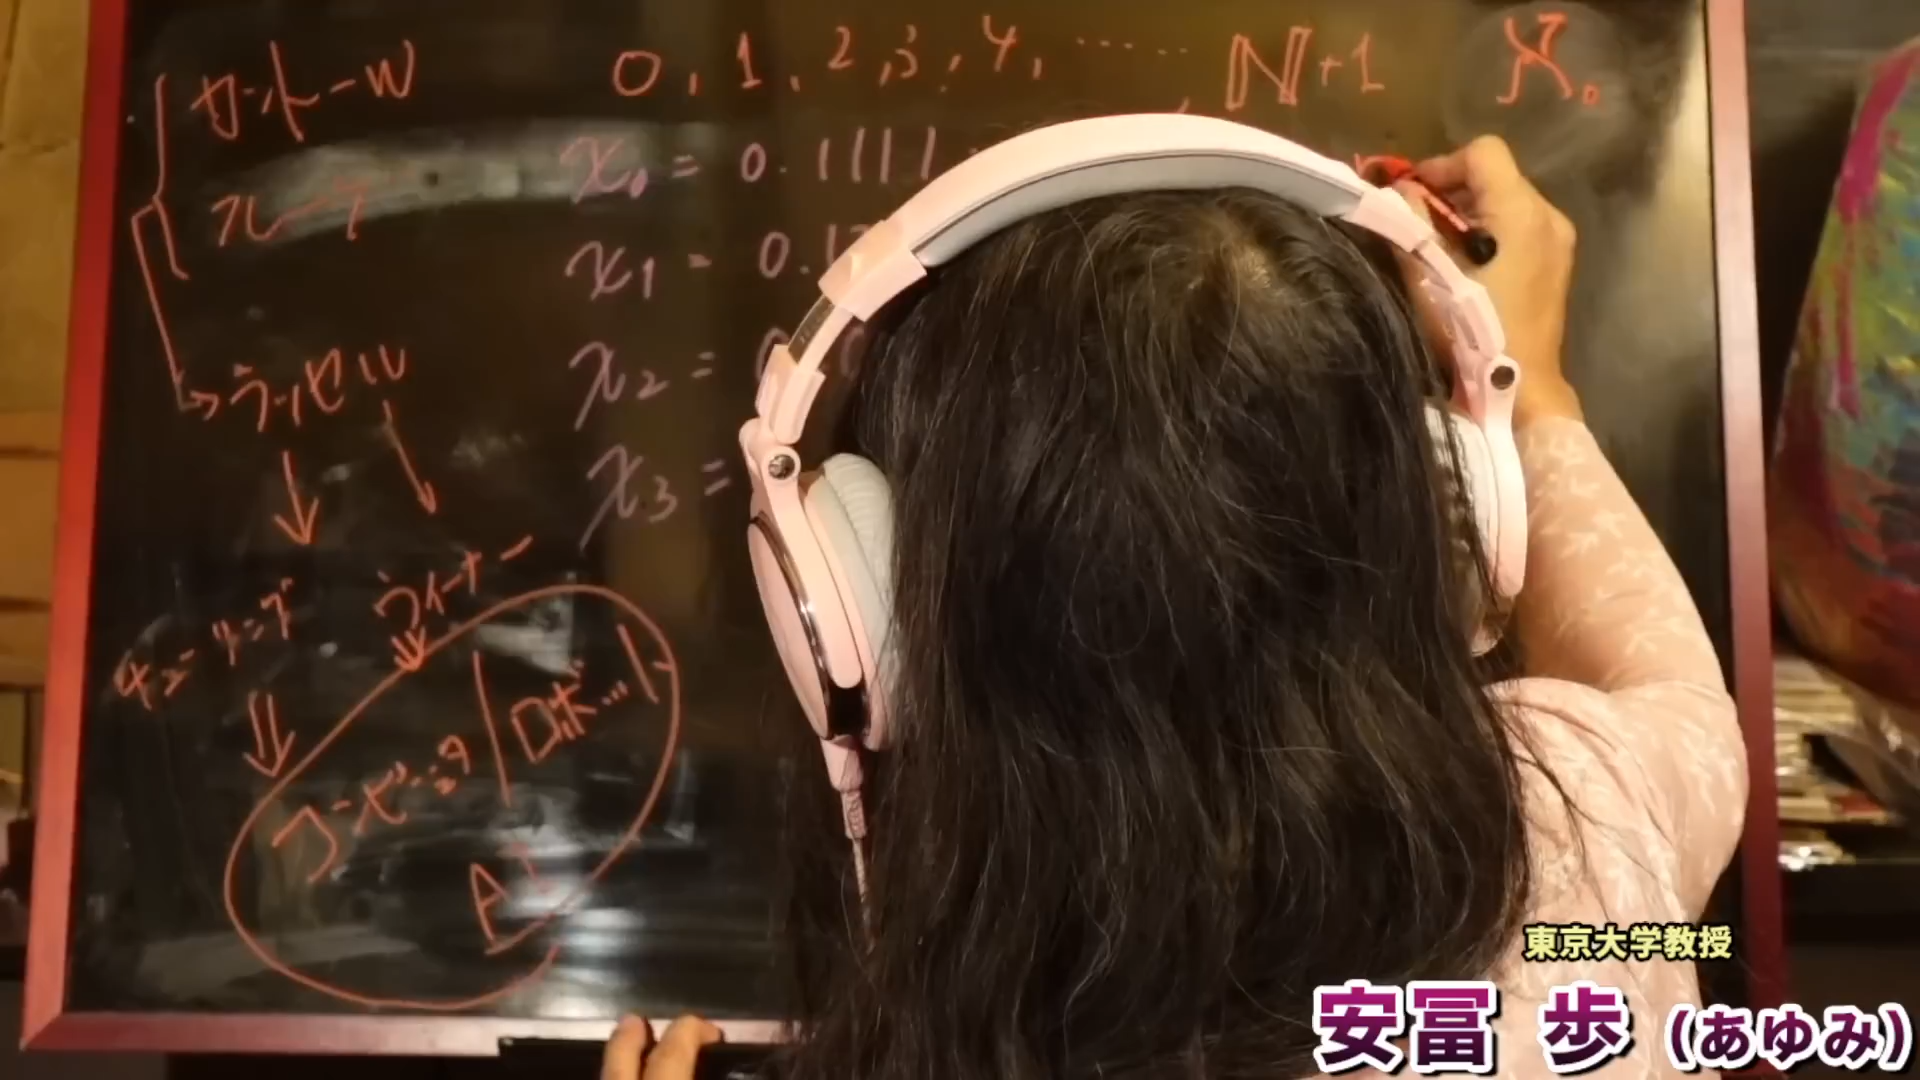 0, 1, 2, 3, 4, ……, N+1 ℵ₀
カントール
フレーゲ
x₀ = 0.1111
x₁ = 0.1
x₂ =
x₃ =
ラッセル
チューリング
ウィーナー
コンピュータ
ロボット
AI
東京大学教授
安冨 歩 (あゆみ)